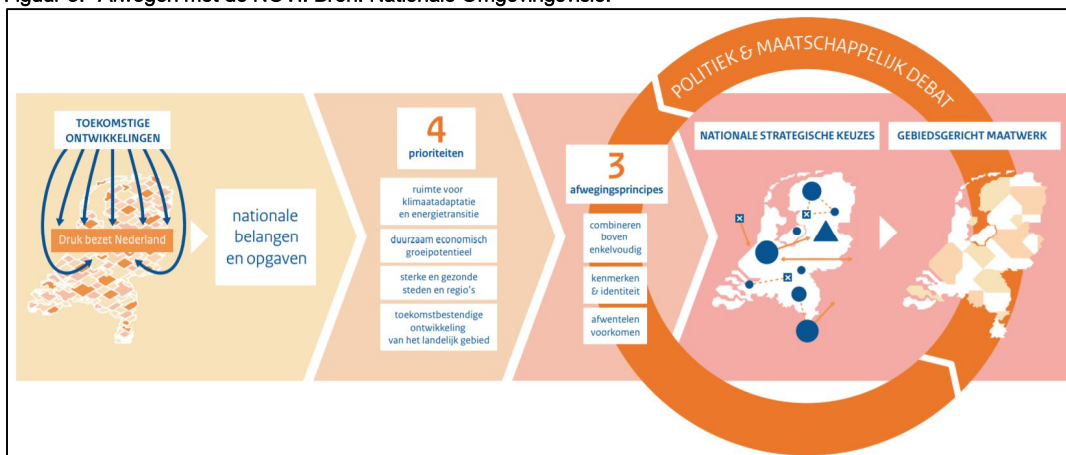 Figuur Afwegen met de NOVI. Bron: Nationale Omgevingsvisie.
TOEKOMSTIGE
ONTWIKKELINGEN
Druk bezet Nederland
nationale
belangen
en opgaven
4
prioriteiten
ruimte voor
klimaatadaptatie
en energietransitie
duurzaam economisch
groeipotentieel
sterke en gezonde
steden en regio's
toekomstbestendige
ontwikkeling
van het landelijk gebied
3
afwegingsprincipes
combineren
boven
enkelvoudig
kenmerken
& identiteit
afwentelen
voorkomen
POLITIEK & MAATSCHAPPELIJK DEBAT
NATIONALE STRATEGISCHE KEUZES
GEBIEDSGERICHT MAATWERK